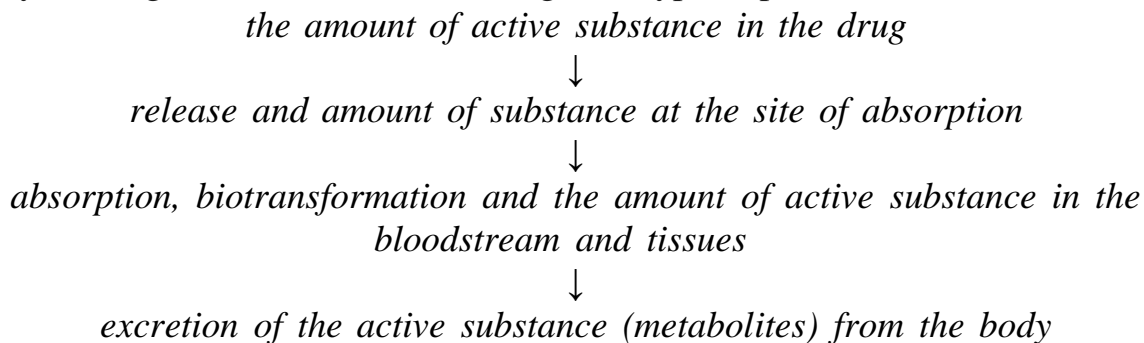 the amount of active substance in the drug
↓
release and amount of substance at the site of absorption
↓
absorption, biotransformation and the amount of active substance in the
bloodstream and tissues
↓
excretion of the active substance (metabolites) from the body